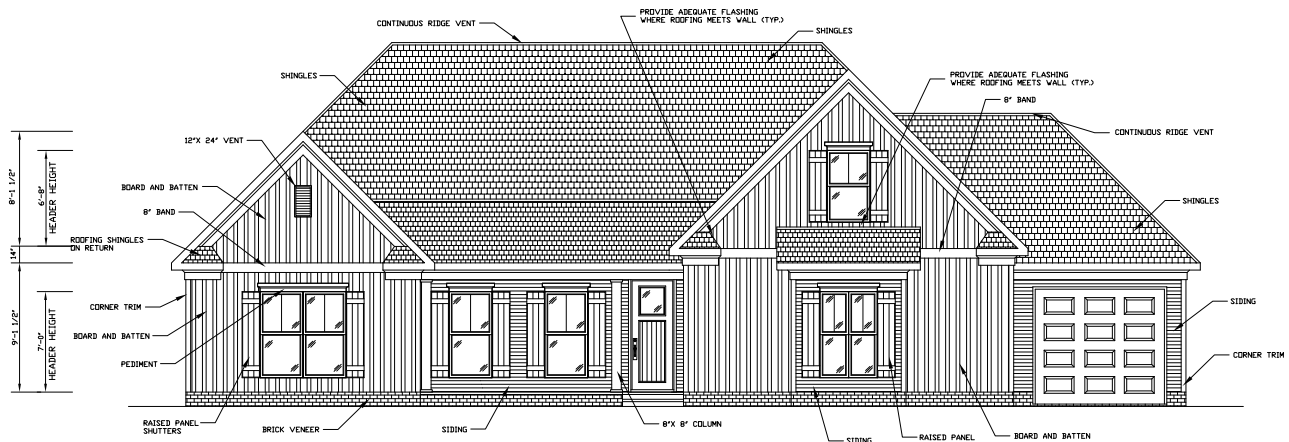 PROVIDE ADEQUATE FLASHING
WHERE ROOFING MEETS WALL (TYP.)
CONTINUOUS RIDGE VENT
SHINGLES
SHINGLES
PROVIDE ADEQUATE FLASHING
WHERE ROOFING MEETS WALL (TYP.)
8" BAND
CONTINUOUS RIDGE VENT
12"X 24" VENT
8'-1 1/2"
6'-8"
HEADER HEIGHT
BOARD AND BATTEN
8" BAND
SHINGLES
ROOFING SHINGLES
ON RETURN
14"
CORNER TRIM
SIDING
9'-1 1/2"
7'-0"
HEADER HEIGHT
BOARD AND BATTEN
PEDIMENT
CORNER TRIM
RAISED PANEL
SHUTTERS
BRICK VENEER
SIDING
8"X 8" COLUMN
SIDING
RAISED PANEL
BOARD AND BATTEN